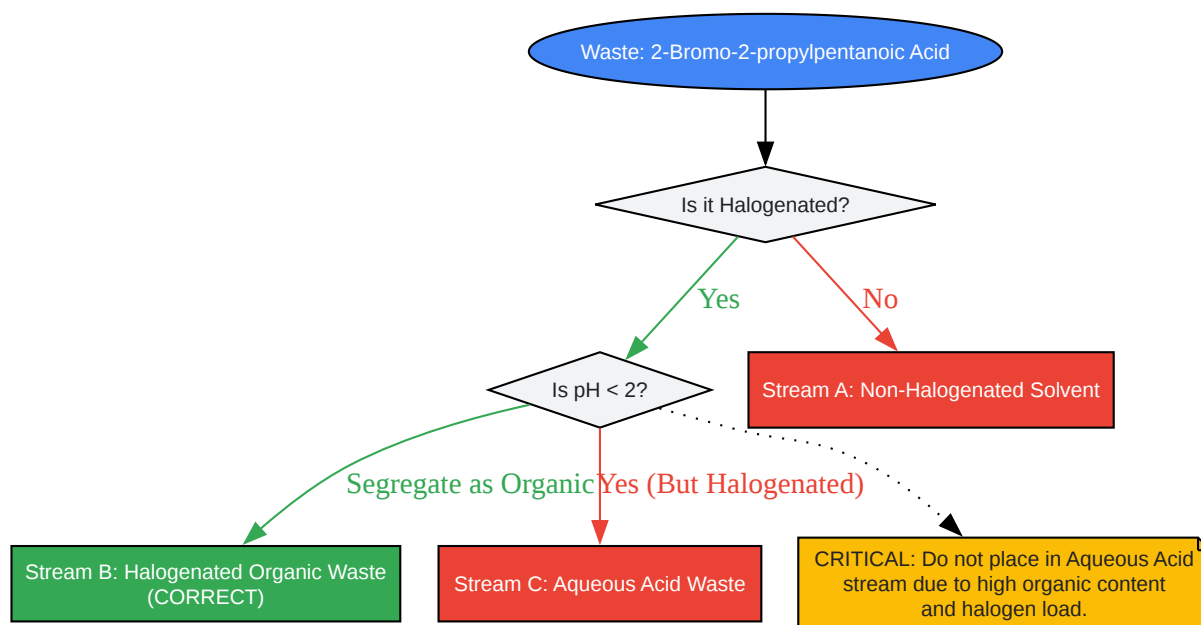 Waste: 2-Bromo-2-propylpentanoic Acid
Is it Halogenated?
Yes
No
Is pH < 2?
Stream A: Non-Halogenated Solvent
Segregate as Organic
Yes (But Halogenated)
Stream B: Halogenated Organic Waste
(CORRECT)
Stream C: Aqueous Acid Waste
CRITICAL: Do not place in Aqueous Acid
stream due to high organic content
and halogen load.